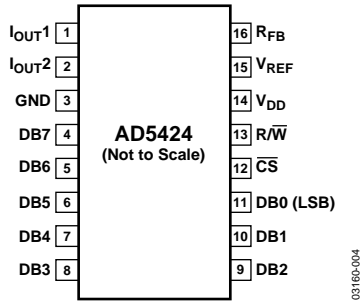 IOUT1 1
IOUT2 2
GND 3
DB7 4
DB6 5
DB5 6
DB4 7
DB3 8
AD5424
(Not to Scale)
16 RFB
15 VREF
14 VDD
13 R/W̅
12 C̅S̅
11 DB0 (LSB)
10 DB1
9 DB2
03160-004